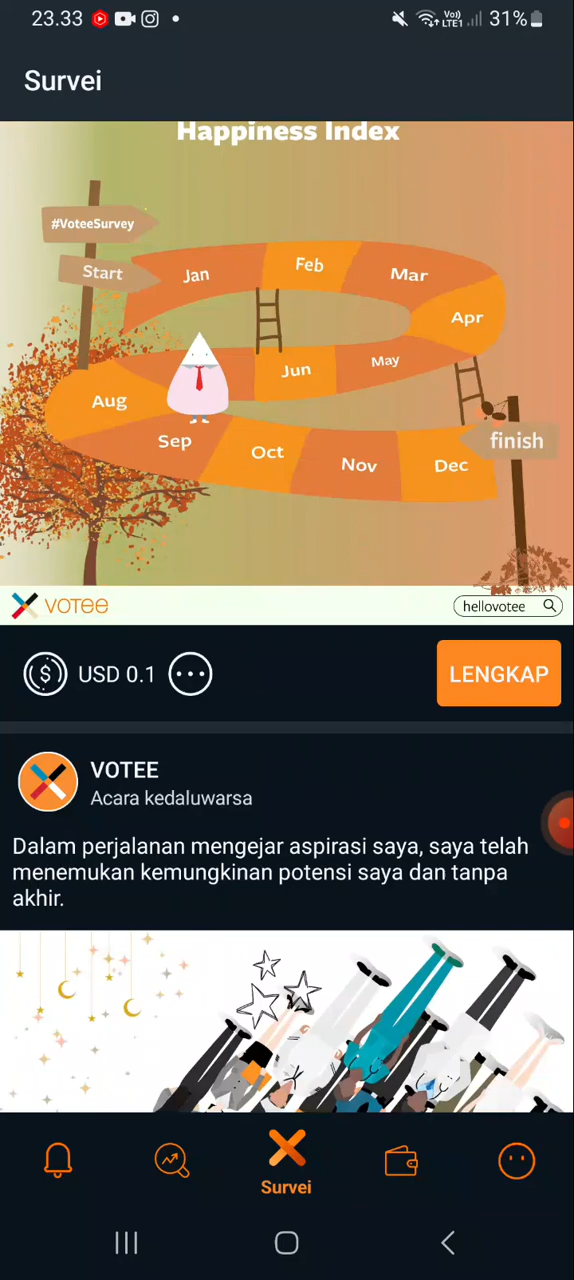 23.33
Vo))
LTE1
31%
Survei
Happiness Index
#VoteeSurvey
Start
Jan
Feb
Mar
Apr
May
Jun
Aug
Sep
Oct
Nov
Dec
finish
VOTEE
hellovotee
USD 0.1
LENGKAP
VOTEE
Acara kedaluwarsa
Dalam perjalanan mengejar aspirasi saya, saya telah
menemukan kemungkinan potensi saya dan tanpa
akhir.
Survei